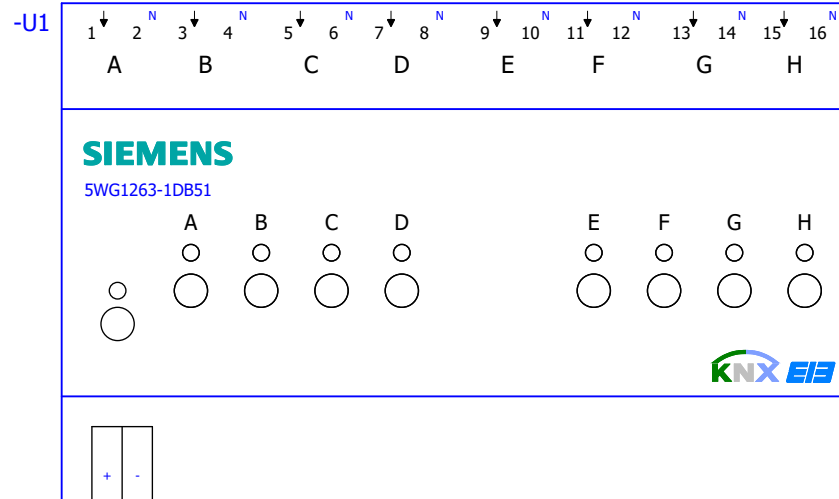 -U1
1 2 N 3 4 N 5 6 N 7 8 N 9 10 N 11 12 N 13 14 N 15 16 N
A B C D E F G H
SIEMENS
5WG1263-1DB51
A B C D E F G H
KNX EIB
+ -